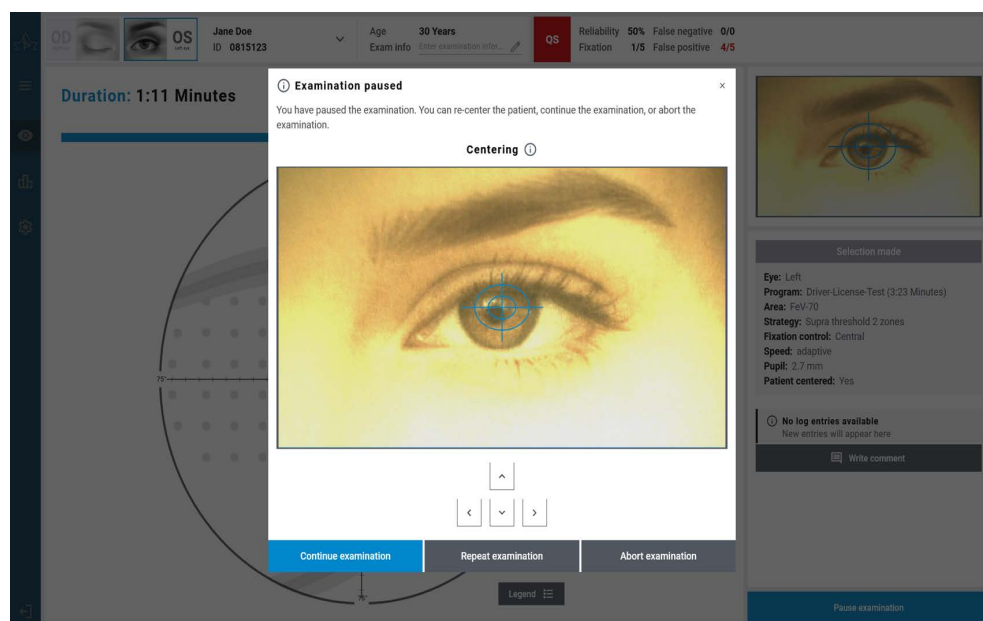 OD
OS
Left eye
Jane Doe
ID 0815123
Age 30 Years
Exam info Enter examination infor...
QS
Reliability 50% False negative 0/0
Fixation 1/5 False positive 4/5
Duration: 1:11 Minutes
Examination paused
×
You have paused the examination. You can re-center the patient, continue the examination, or abort the
examination.
Centering
Continue examination
Repeat examination
Abort examination
75°
75°
Legend
Selection made
Eye: Left
Program: Driver-License-Test (3:23 Minutes)
Area: FeV-70
Strategy: Supra threshold 2 zones
Fixation control: Central
Speed: adaptive
Pupil: 2.7 mm
Patient centered: Yes
No log entries available
New entries will appear here
Write comment
Pause examination